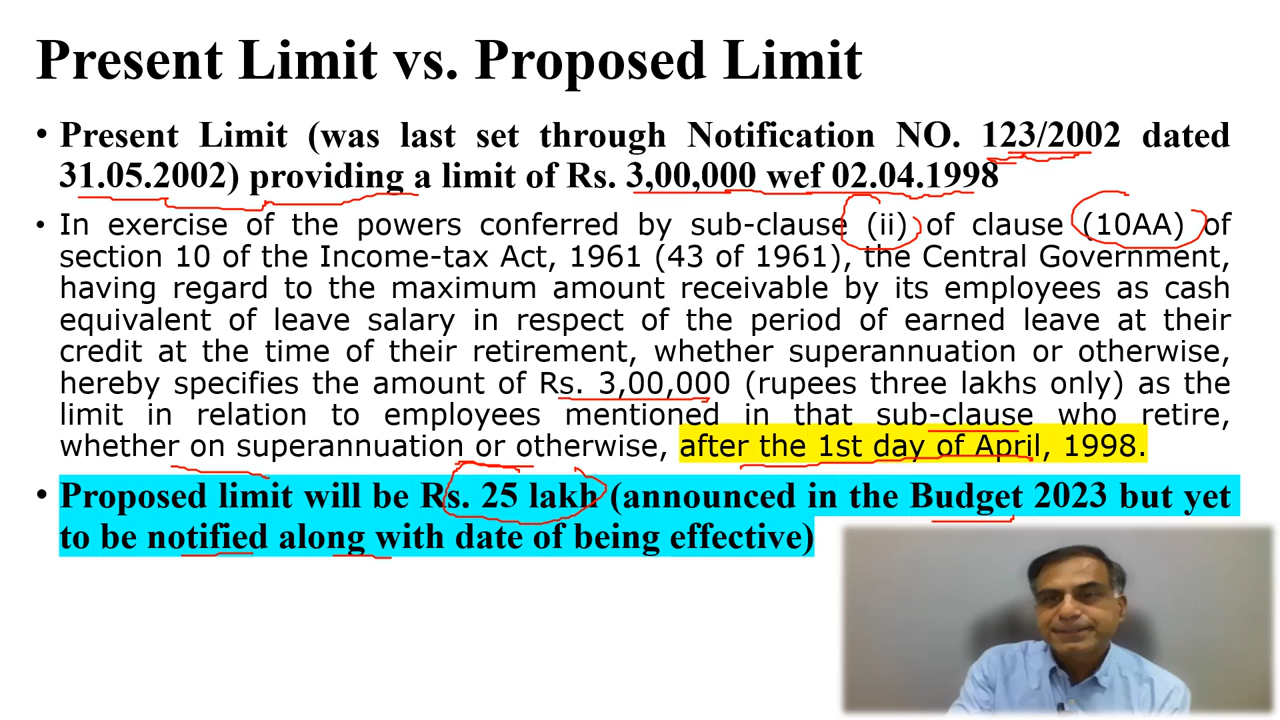 Present Limit vs. Proposed Limit
• Present Limit (was last set through Notification NO. 123/2002 dated
31.05.2002) providing a limit of Rs. 3,00,000 wef 02.04.1998
• In exercise of the powers conferred by sub-clause (ii) of clause (10AA) of
section 10 of the Income-tax Act, 1961 (43 of 1961), the Central Government,
having regard to the maximum amount receivable by its employees as cash
equivalent of leave salary in respect of the period of earned leave at their
credit at the time of their retirement, whether superannuation or otherwise,
hereby specifies the amount of Rs. 3,00,000 (rupees three lakhs only) as the
limit in relation to employees mentioned in that sub-clause who retire,
whether on superannuation or otherwise, after the 1st day of April, 1998.
• Proposed limit will be Rs. 25 lakh (announced in the Budget 2023 but yet
to be notified along with date of being effective)